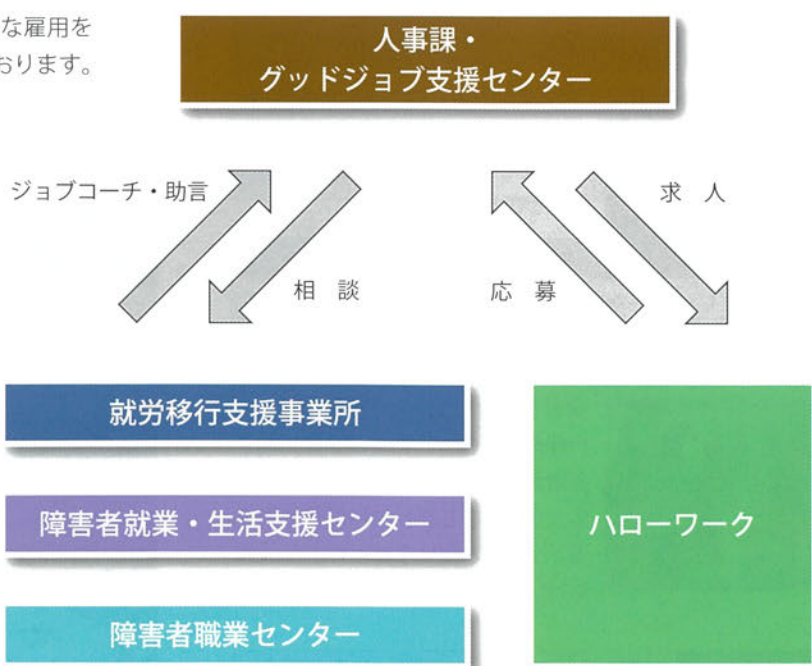 な雇用を
おります。
人事課・
グッドジョブ支援センター
ジョブコーチ・助言
求　人
相　談
応　募
就労移行支援事業所
障害者就業・生活支援センター
ハローワーク
障害者職業センター